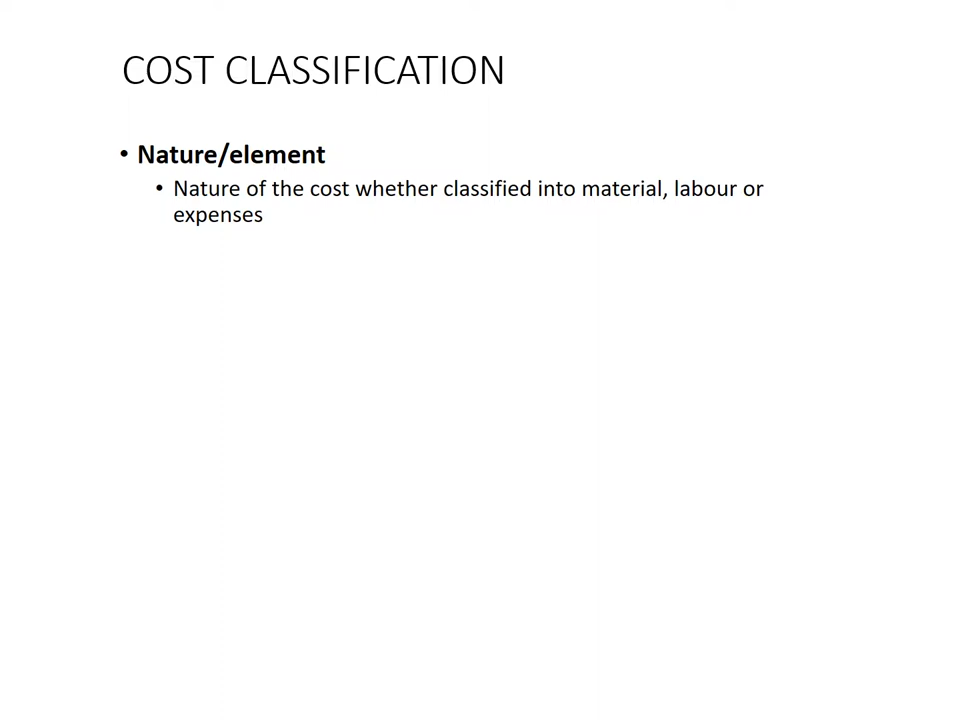 COST CLASSIFICATION
• Nature/element
• Nature of the cost whether classified into material, labour or
expenses